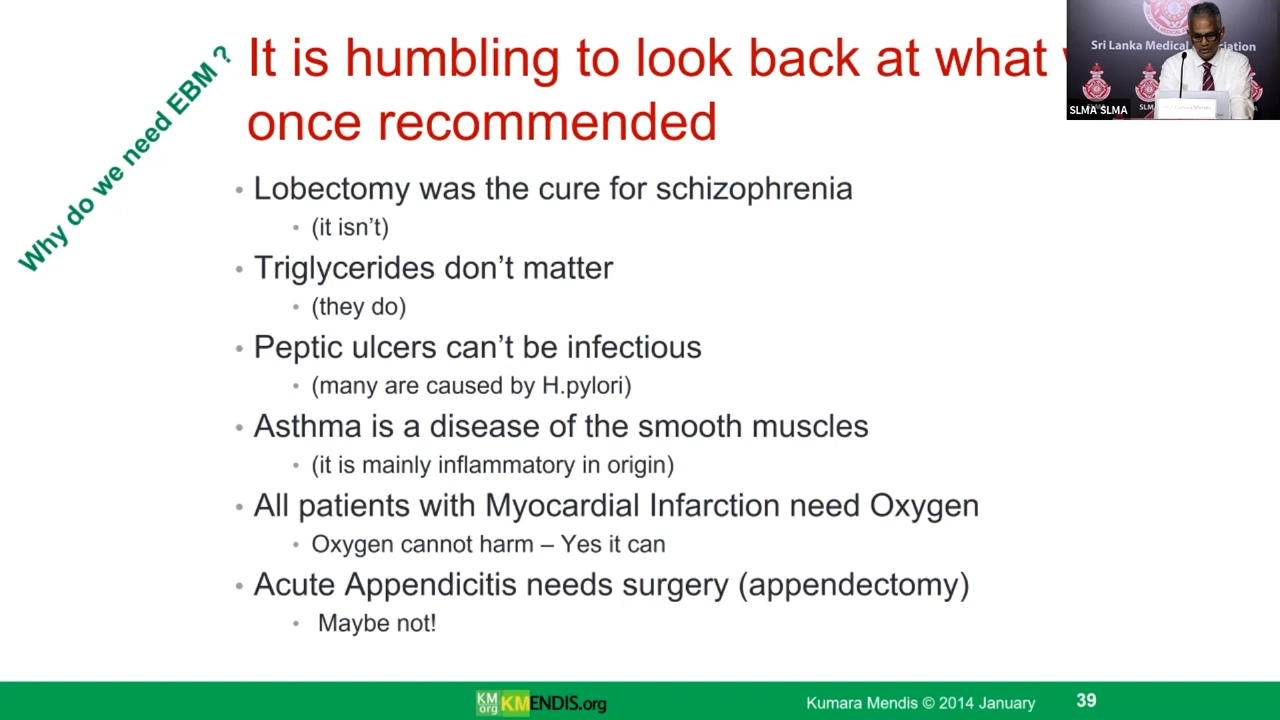 Why do we need EBM ?
It is humbling to look back at what
once recommended
• Lobectomy was the cure for schizophrenia
• (it isn't)
• Triglycerides don't matter
• (they do)
• Peptic ulcers can't be infectious
• (many are caused by H.pylori)
• Asthma is a disease of the smooth muscles
• (it is mainly inflammatory in origin)
• All patients with Myocardial Infarction need Oxygen
• Oxygen cannot harm – Yes it can
• Acute Appendicitis needs surgery (appendectomy)
• Maybe not!
Sri Lanka Medical
SLMA SLMA
KM
org
KMENDIS.org
Kumara Mendis © 2014 January
39